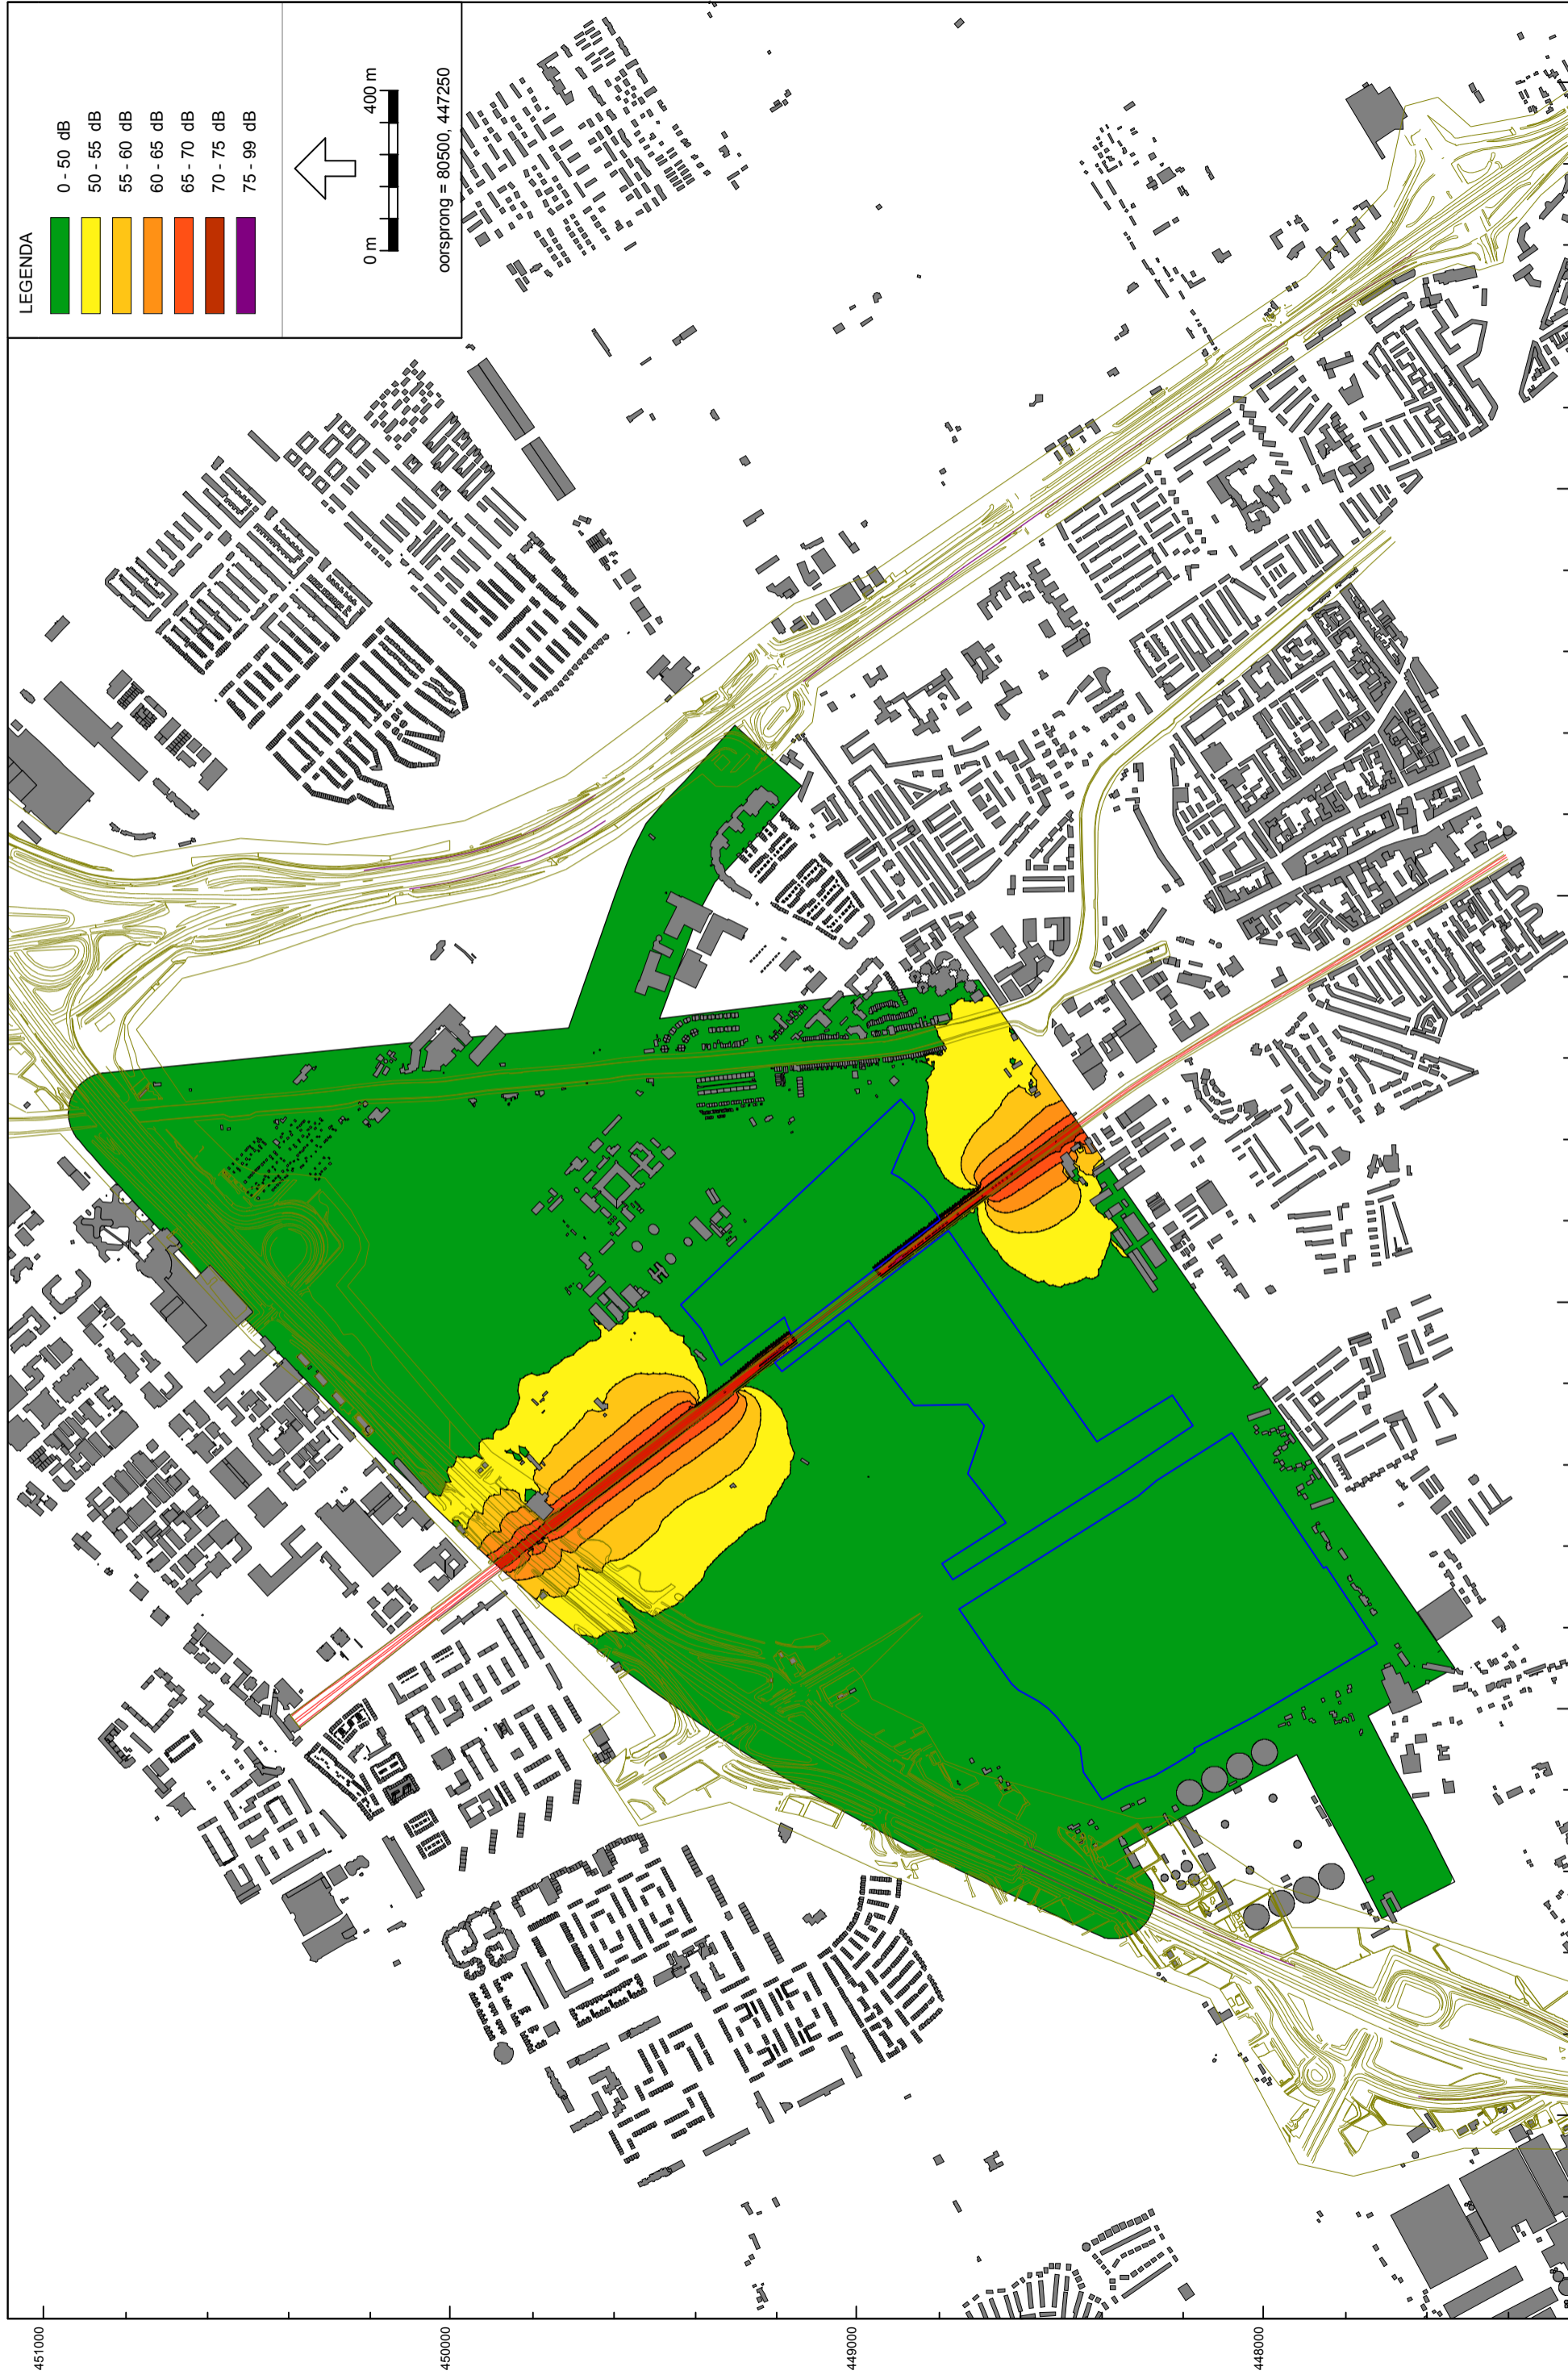 LEGENDA
0 - 50 dB
50 - 55 dB
55 - 60 dB
60 - 65 dB
65 - 70 dB
70 - 75 dB
75 - 99 dB
0 m 400 m
oorsprong = 80500, 447250
451000
450000
449000
448000